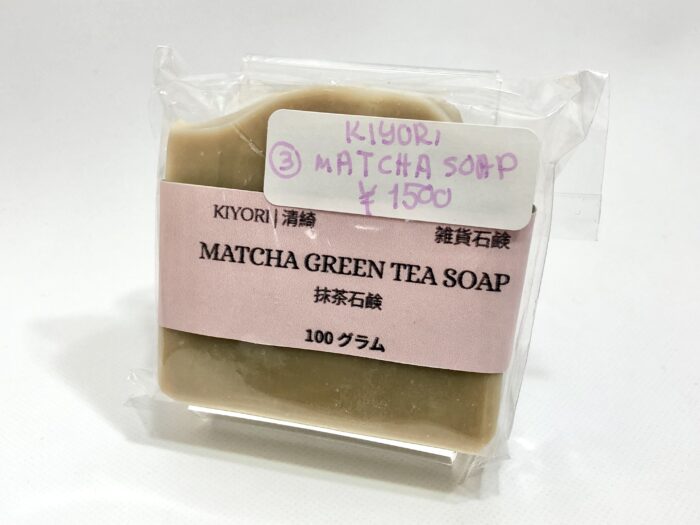 KIYORI
③ MATCHA SOAP
¥ 1500
KIYORI | 清綺
雑貨石鹸
MATCHA GREEN TEA SOAP
抹茶石鹸
100 グラム